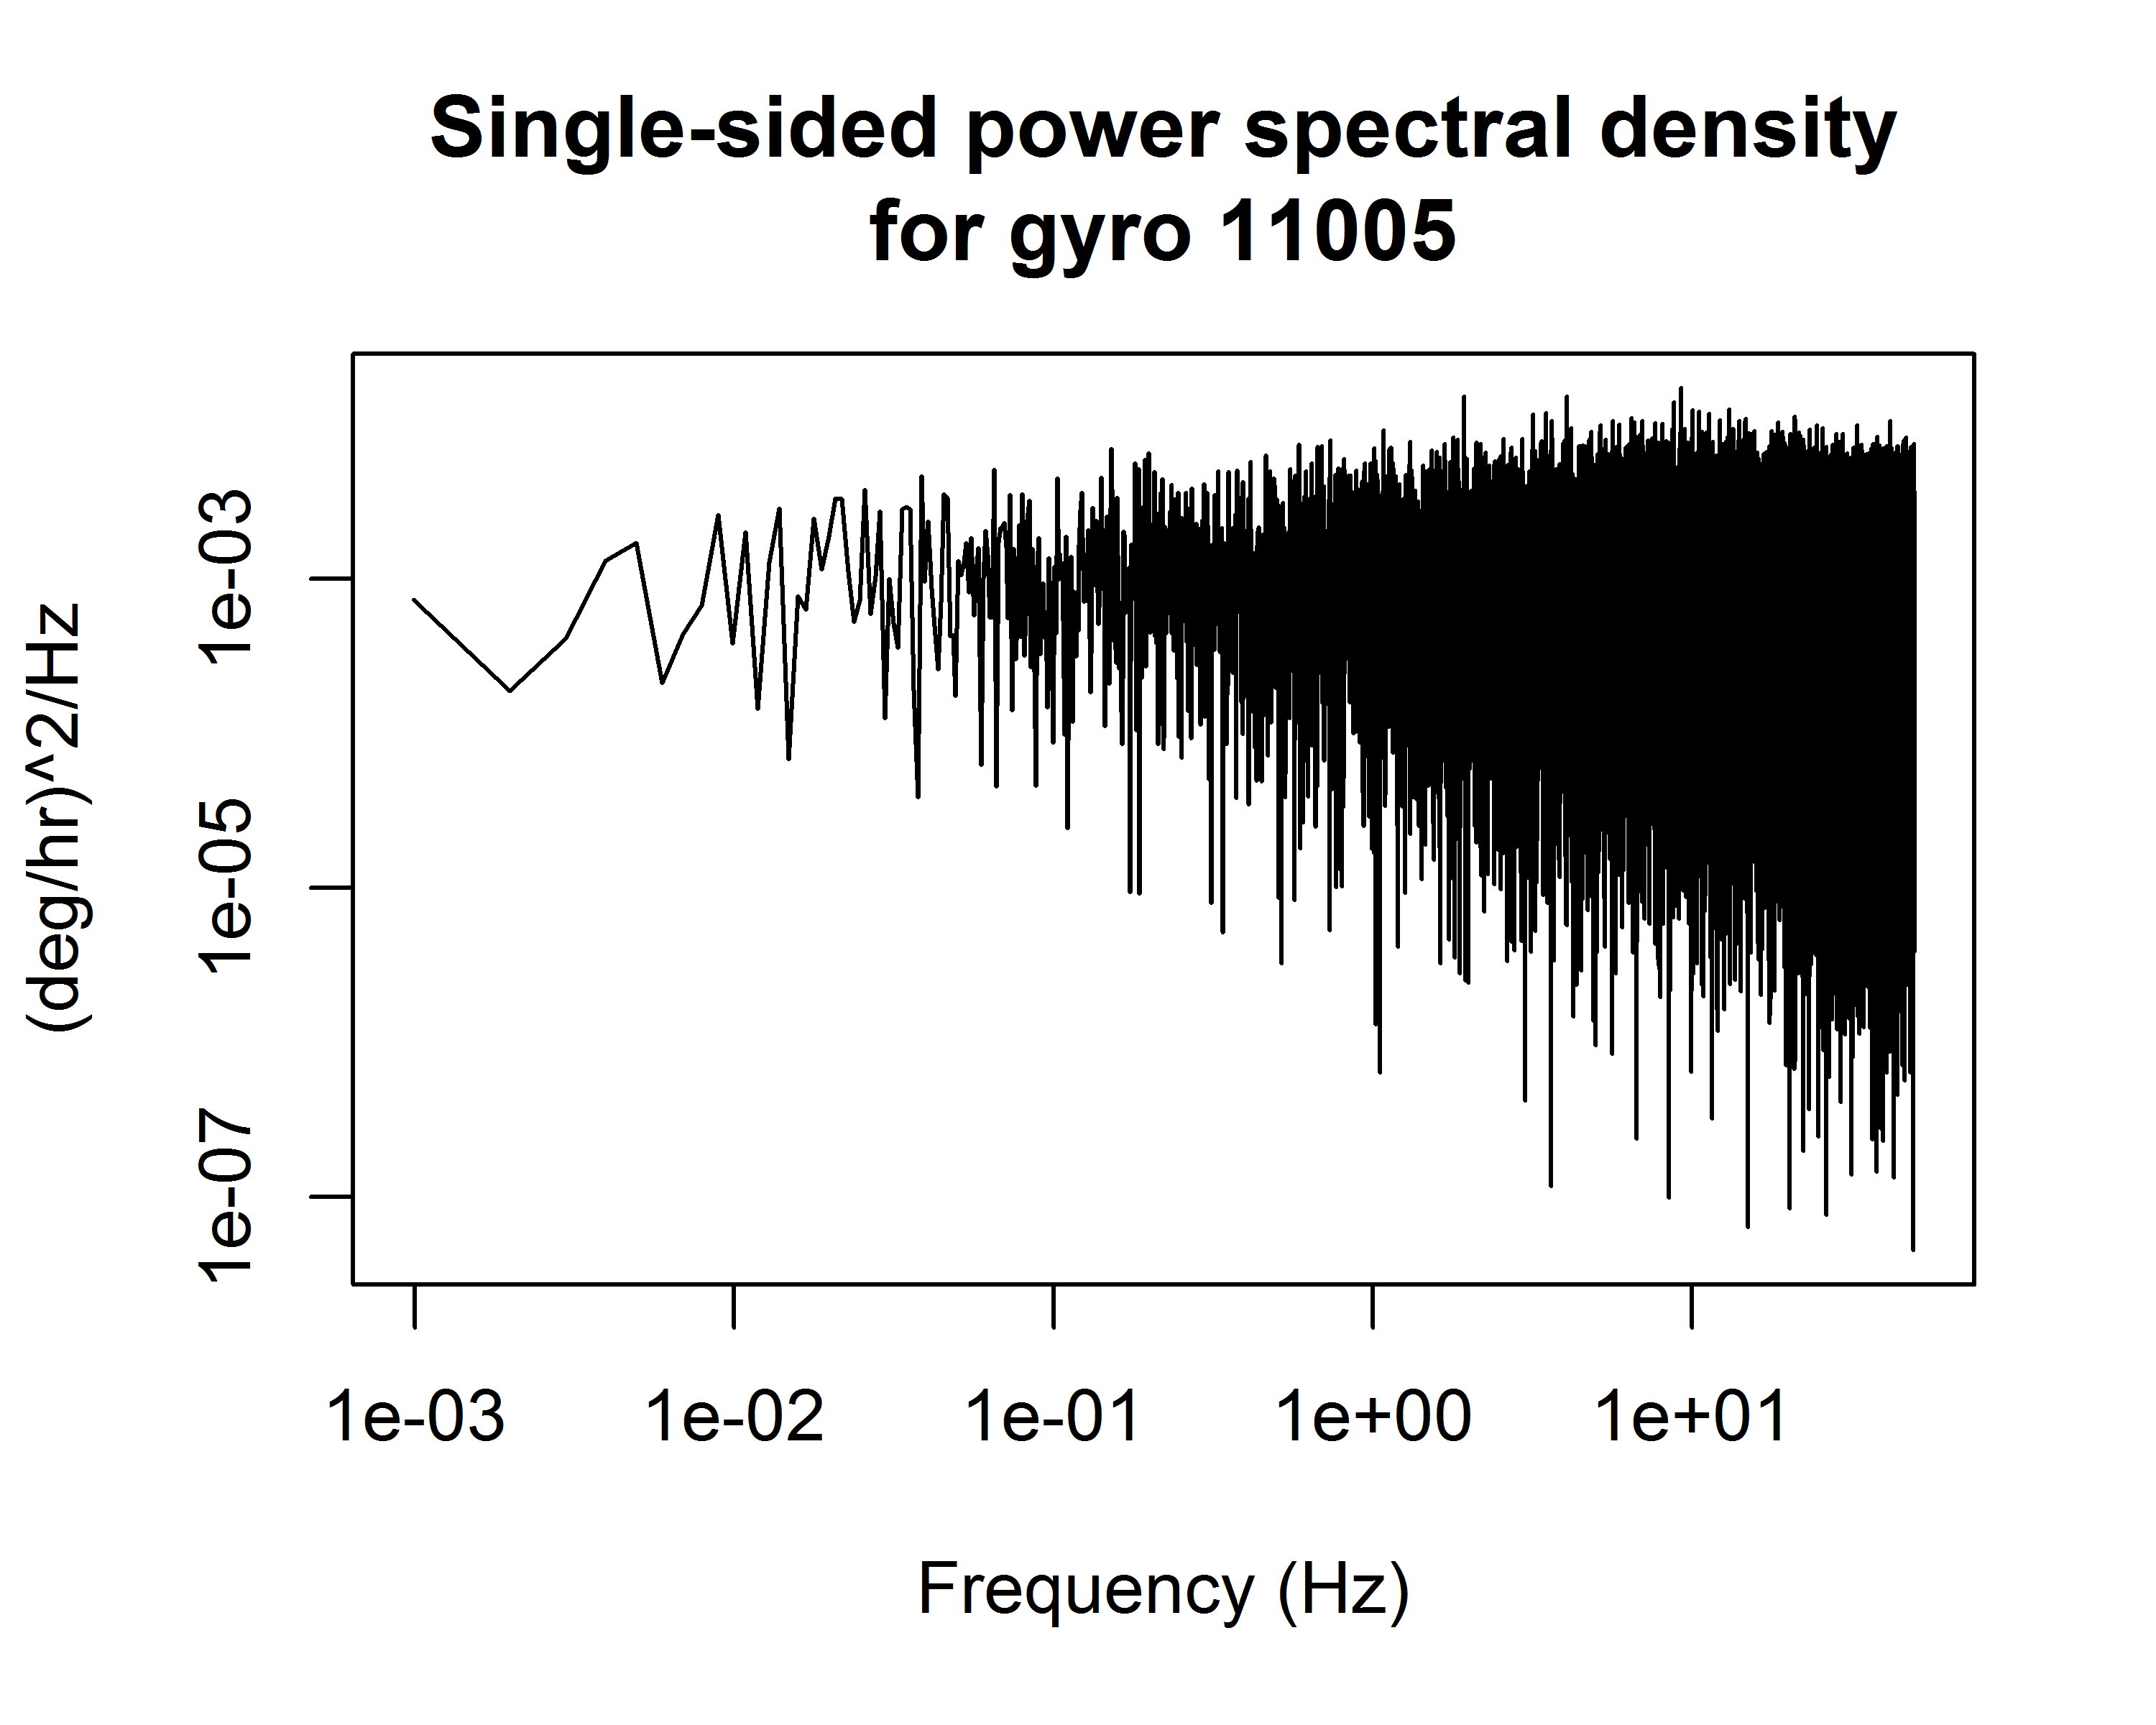 Single-sided power spectral density
for gyro 11005
(deg/hr)^2/Hz
1e-03
1e-05
1e-07
1e-03 1e-02 1e-01 1e+00 1e+01
Frequency (Hz)